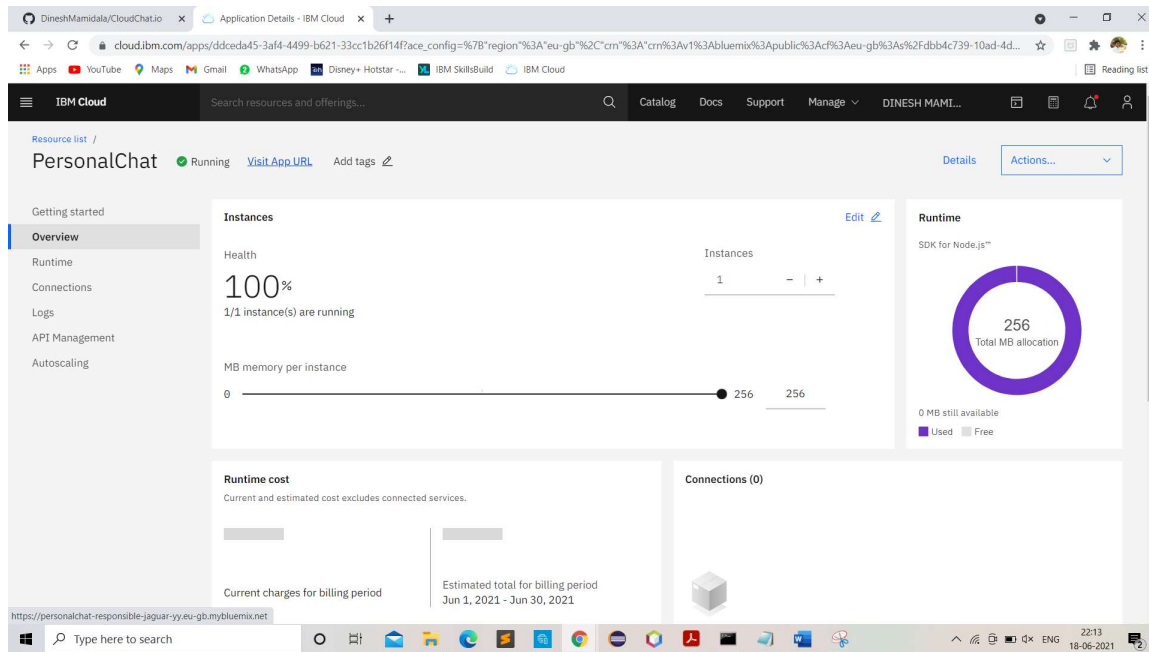 DineshMamidala/CloudChat.io
Application Details - IBM Cloud
cloud.ibm.com/apps/ddceda45-3af4-4499-b621-33cc1b26f14f?ace_config=%7B"region"%3A"eu-gb"%2C"crn"%3A"crn%3Av1%3Abluemix%3Apublic%3Acf%3Aeu-gb%3As%2Fdbb4c739-10ad-4d...
Apps YouTube Maps Gmail WhatsApp Disney+ Hotstar -... IBM SkillsBuild IBM Cloud Reading list
IBM Cloud Search resources and offerings... Catalog Docs Support Manage DINESH MAMI...
Resource list /
PersonalChat Running Visit App URL Add tags Details Actions...
Getting started
Overview
Runtime
Connections
Logs
API Management
Autoscaling
Instances Edit
Health
100%
1/1 instance(s) are running
Instances
1 - +
MB memory per instance
0 256 256
Runtime
SDK for Node.js™
256
Total MB allocation
0 MB still available
Used Free
Runtime cost
Current and estimated cost excludes connected services.
Current charges for billing period
Estimated total for billing period
Jun 1, 2021 - Jun 30, 2021
Connections (0)
https://personalchat-responsible-jaguar-yy.eu-gb.mybluemix.net
Type here to search
ENG
22:13
18-06-2021
2